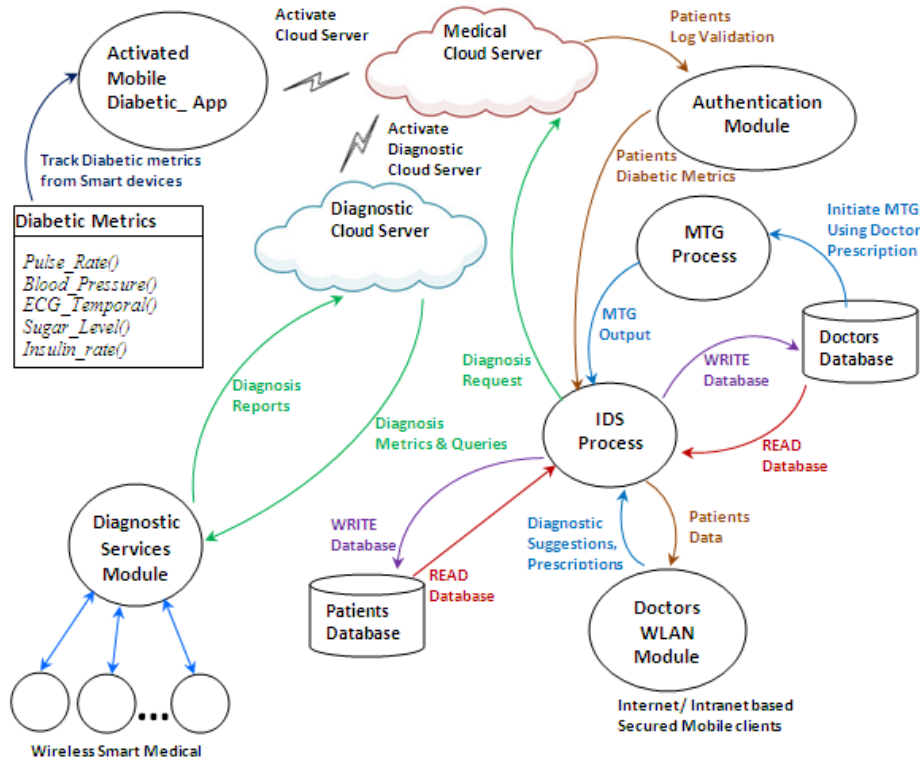 Activate
Cloud Server
Medical
Cloud Server
Patients
Log Validation
Activated
Mobile
Diabetic_ App
Authentication
Module
Activate
Diagnostic
Cloud Server
Track Diabetic metrics
from Smart devices
Patients
Diabetic Metrics
Diabetic Metrics
Pulse_Rate()
Blood_Pressure()
ECG_Temporal()
Sugar_Level()
Insulin_rate()
Diagnostic
Cloud Server
MTG
Process
Initiate MTG
Using Doctor
Prescription
MTG
Output
Doctors
Database
WRITE
Database
Diagnosis
Request
Diagnosis
Reports
Diagnosis
Metrics & Queries
IDS
Process
READ
Database
Diagnostic
Services
Module
WRITE
Database
Diagnostic
Suggestions,
Prescriptions
Patients
Data
READ
Database
Patients
Database
Doctors
WLAN
Module
Internet/ Intranet based
Secured Mobile clients
Wireless Smart Medical